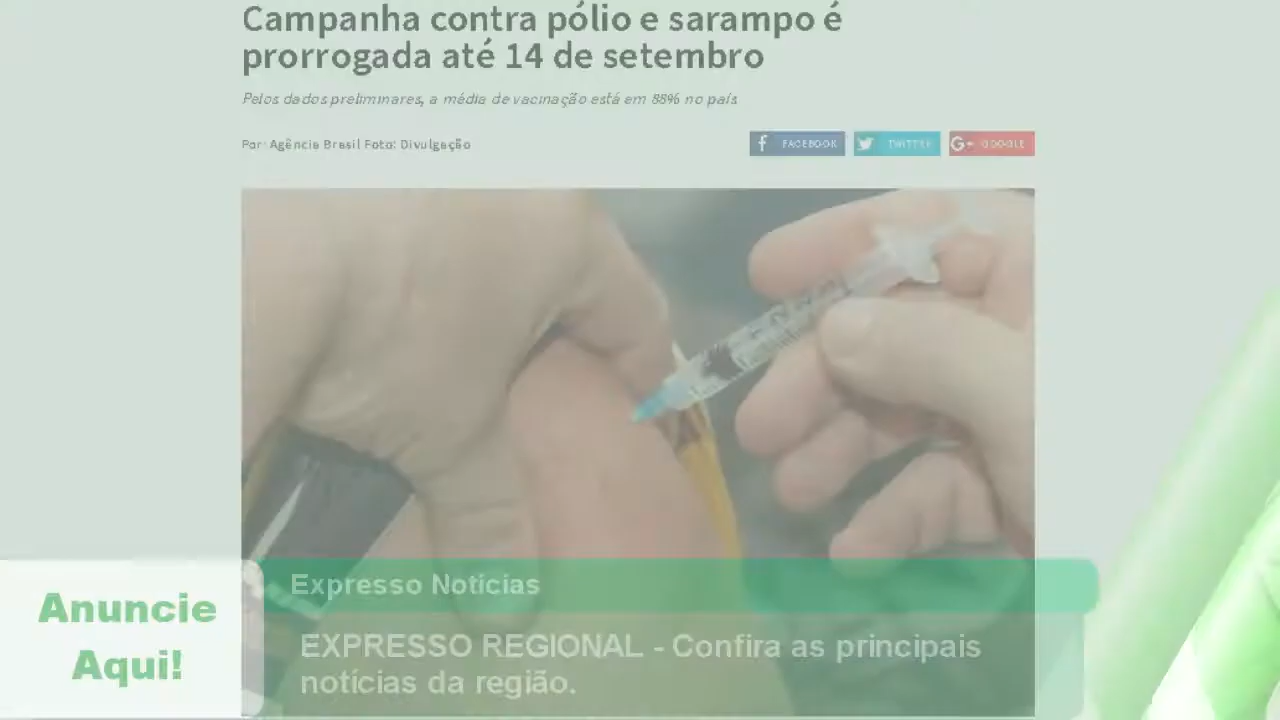 Campanha contra pólio e sarampo é
prorrogada até 14 de setembro
Pelos dados preliminares, a média de vacinação está em 88% no país
Por: Agência Brasil Foto: Divulgação
FACEBOOK
TWITTER
GOOGLE
Expresso Notícias
Anuncie
Aqui!
EXPRESSO REGIONAL - Confira as principais
notícias da região.